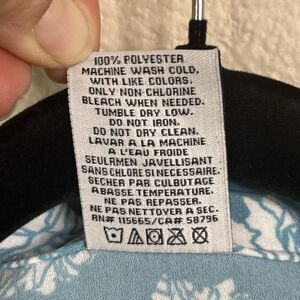 100% POLYESTER
MACHINE WASH COLD,
WITH LIKE COLORS.
ONLY NON-CHLORINE
BLEACH WHEN NEEDED.
TUMBLE DRY LOW.
DO NOT IRON.
DO NOT DRY CLEAN.
LAVAR A LA MACHINE
A L'EAU FROIDE
SEULRMEN JAVELLISANT
SANS CHLORE SI NECESSAIRE.
SECHER PAR CULBUTAGE
A BASSE TEMPERATURE.
NE PAS REPASSER.
NE PAS NETTOYER A SEC.
RN# 115665/CA# 58796